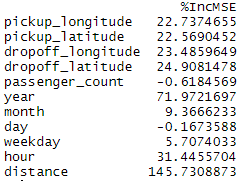 %IncMSE
pickup_longitude 22.7374655
pickup_latitude 22.5690452
dropoff_longitude 23.4859649
dropoff_latitude 24.9081478
passenger_count -0.6184569
year 71.9721697
month 9.3666233
day -0.1673588
weekday 5.7074033
hour 31.4455704
distance 145.7308873